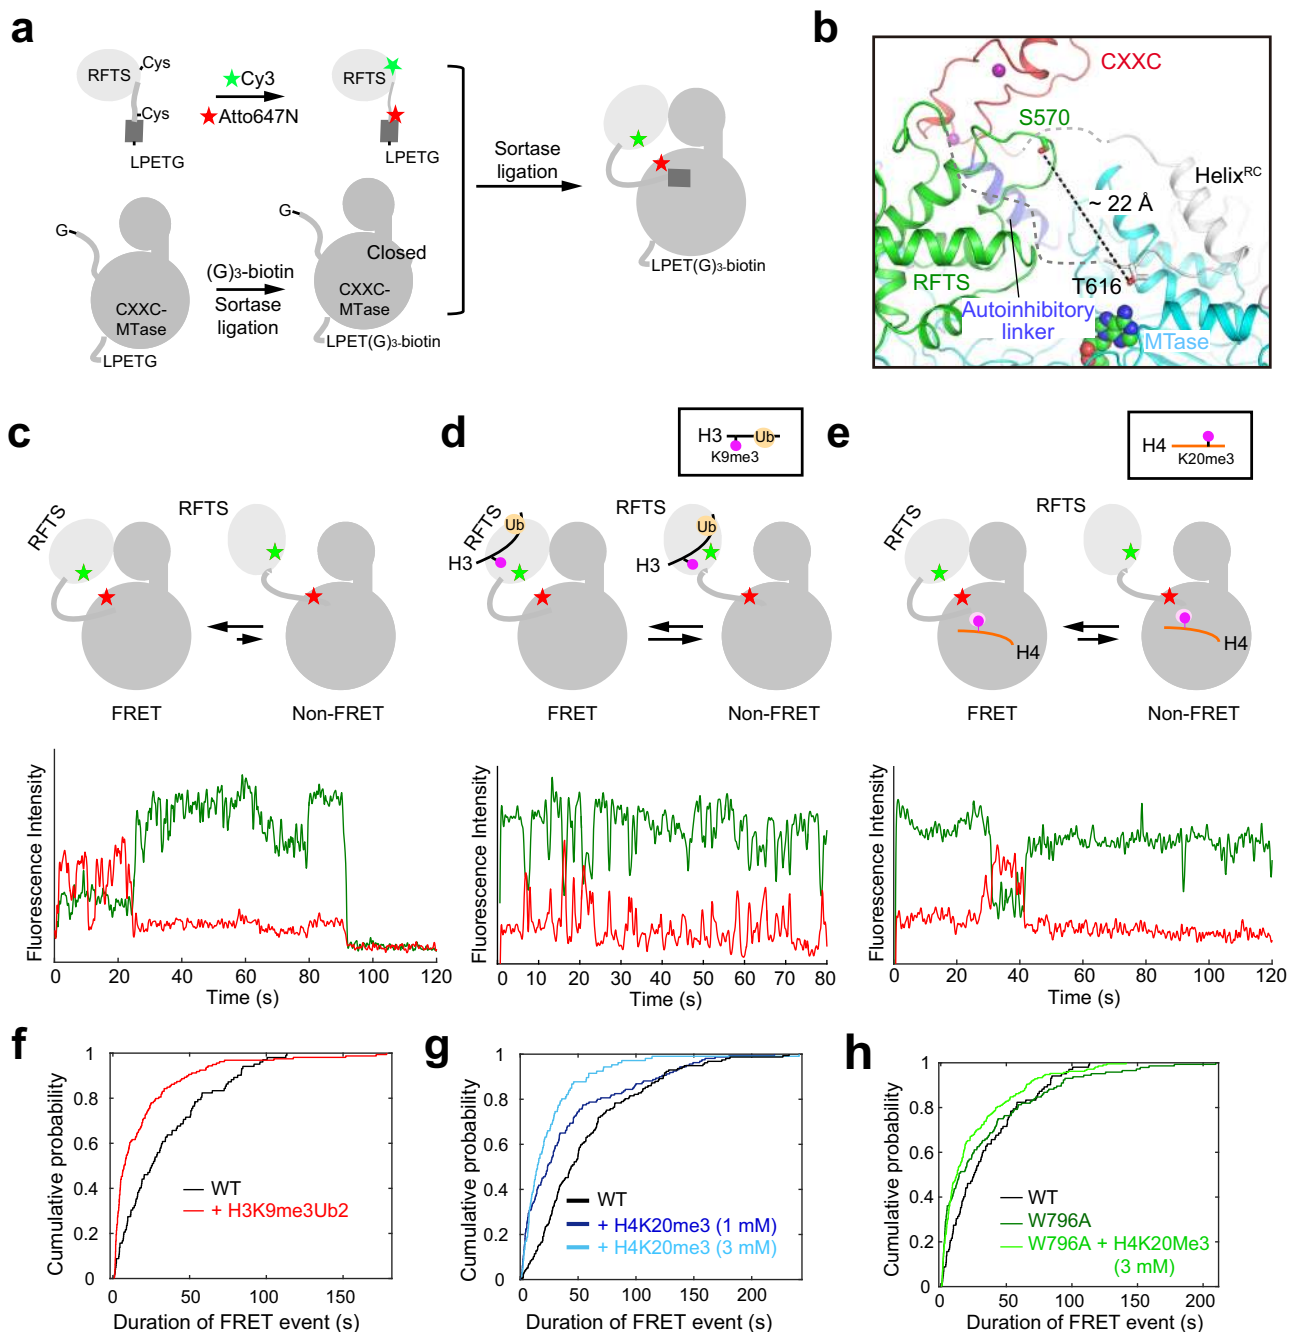 a
RFTS
Cys
Cys
LPETG
Cy3
Atto647N
RFTS
LPETG
G
CXXC-
MTase
LPETG
(G)₃-biotin
Sortase
ligation
G
Closed
CXXC-
MTase
LPET(G)₃-biotin
Sortase
ligation
LPET(G)₃-biotin
b
CXXC
S570
Helixᴿᶜ
~ 22 Å
T616
RFTS
Autoinhibitory
linker
MTase
c
RFTS
RFTS
FRET
Non-FRET
Fluorescence Intensity
0 20 40 60 80 100 120
Time (s)
d
H3
Ub
K9me3
RFTS
Ub
H3
RFTS
Ub
H3
FRET
Non-FRET
Fluorescence Intensity
0 10 20 30 40 50 60 70 80
Time (s)
e
H4
K20me3
RFTS
H4
RFTS
H4
FRET
Non-FRET
Fluorescence Intensity
0 20 40 60 80 100 120
Time (s)
f
Cumulative probability
1
0.8
0.6
0.4
0.2
0
WT
+ H3K9me3Ub2
0 50 100 150
Duration of FRET event (s)
g
Cumulative probability
1
0.8
0.6
0.4
0.2
0
WT
+ H4K20me3 (1 mM)
+ H4K20me3 (3 mM)
0 50 100 150 200
Duration of FRET event (s)
h
Cumulative probability
1
0.8
0.6
0.4
0.2
0
WT
W796A
W796A + H4K20Me3
(3 mM)
0 50 100 150 200
Duration of FRET event (s)